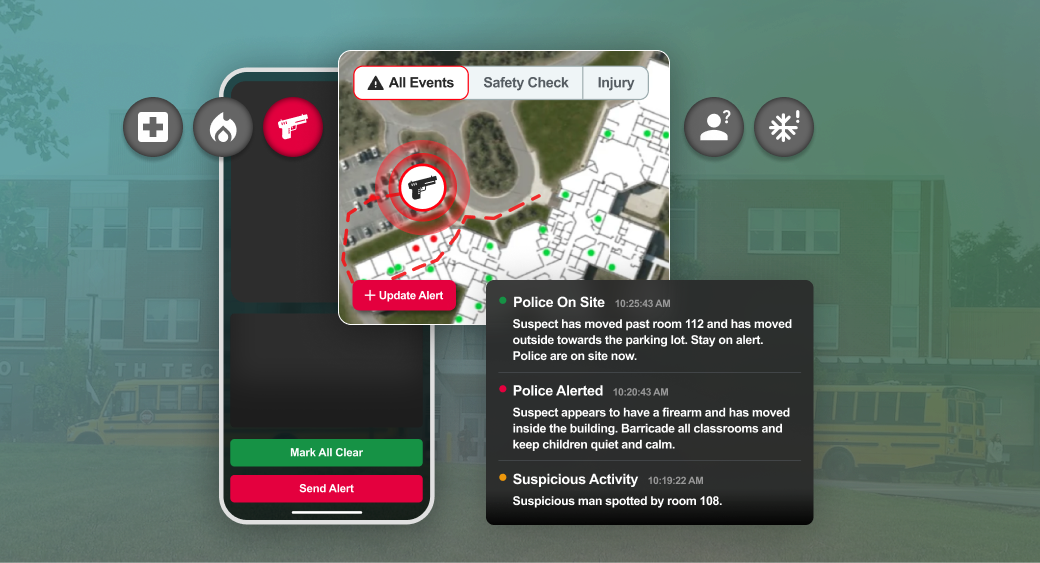 All Events
Safety Check
Injury
+ Update Alert
Police On Site 10:25:43 AM
Suspect has moved past room 112 and has moved
outside towards the parking lot. Stay on alert.
Police are on site now.
Police Alerted 10:20:43 AM
Suspect appears to have a firearm and has moved
inside the building. Barricade all classrooms and
keep children quiet and calm.
Suspicious Activity 10:19:22 AM
Suspicious man spotted by room 108.
Mark All Clear
Send Alert